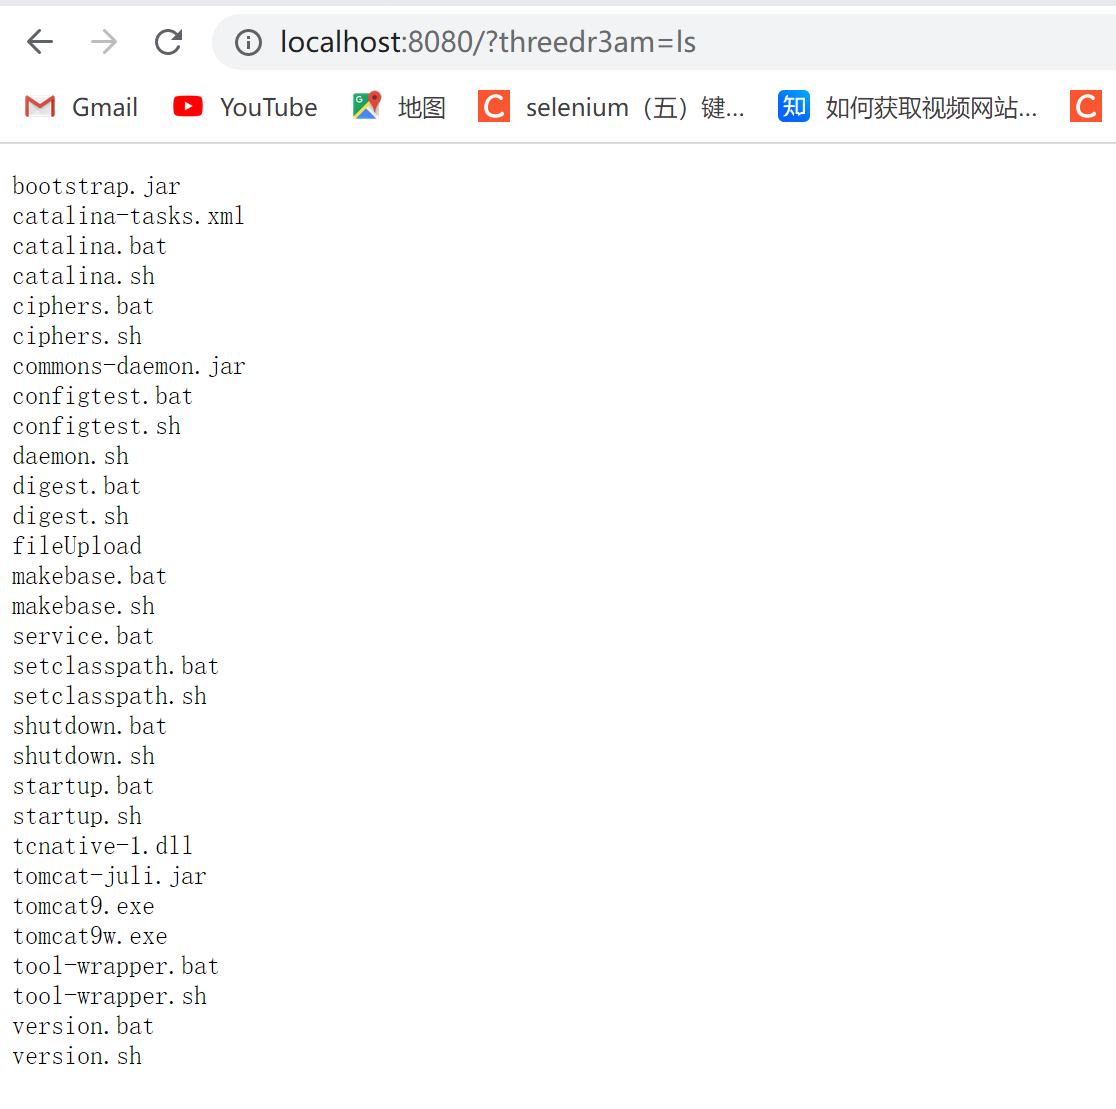 localhost:8080/?threedr3am=ls
Gmail YouTube 地图 selenium（五）键... 知 如何获取视频网站...
bootstrap.jar
catalina-tasks.xml
catalina.bat
catalina.sh
ciphers.bat
ciphers.sh
commons-daemon.jar
configtest.bat
configtest.sh
daemon.sh
digest.bat
digest.sh
fileUpload
makebase.bat
makebase.sh
service.bat
setclasspath.bat
setclasspath.sh
shutdown.bat
shutdown.sh
startup.bat
startup.sh
tcnative-1.dll
tomcat-juli.jar
tomcat9.exe
tomcat9w.exe
tool-wrapper.bat
tool-wrapper.sh
version.bat
version.sh